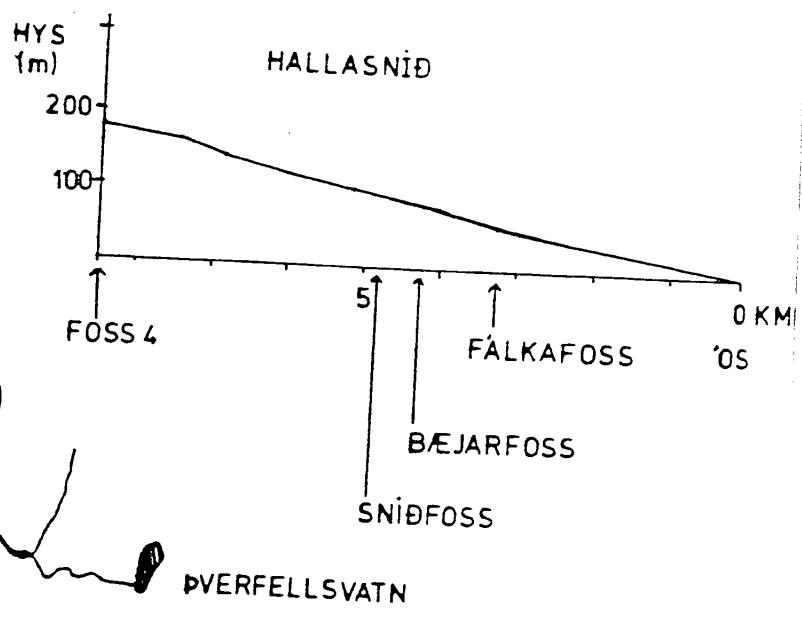 HYS
(m)
HALLASNIÐ
200
100
5
0 KM
FOSS 4
FÁLKAFOSS
ÓS
BÆJARFOSS
SNIÐFOSS
ÞVERFELLSVATN